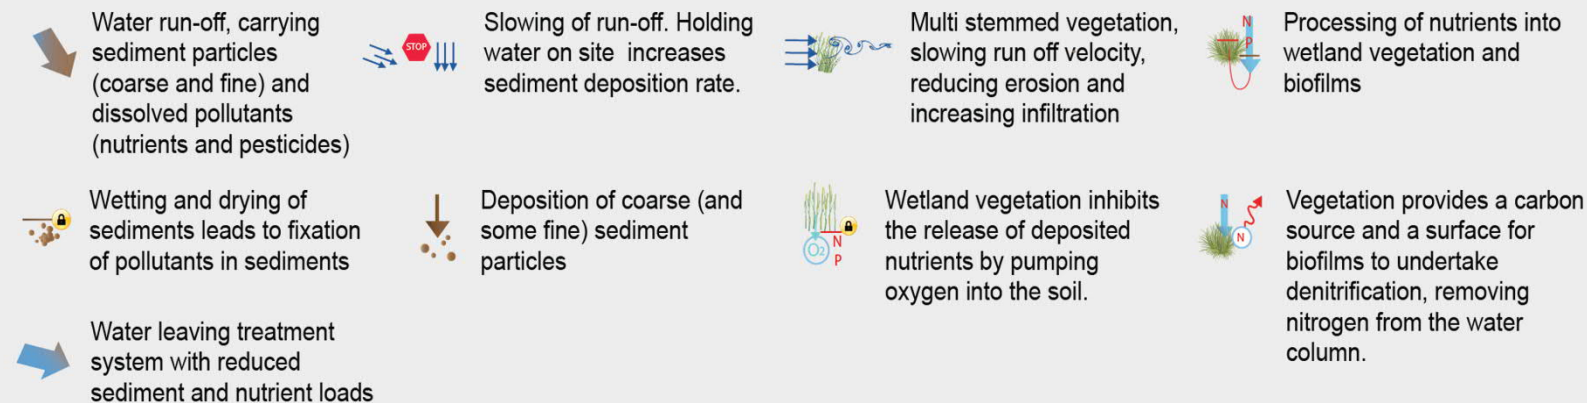 Water run-off, carrying
sediment particles
(coarse and fine) and
dissolved pollutants
(nutrients and pesticides)
STOP
Slowing of run-off. Holding
water on site increases
sediment deposition rate.
Multi stemmed vegetation,
slowing run off velocity,
reducing erosion and
increasing infiltration
N
P
Processing of nutrients into
wetland vegetation and
biofilms
Wetting and drying of
sediments leads to fixation
of pollutants in sediments
Deposition of coarse (and
some fine) sediment
particles
O2
N
P
Wetland vegetation inhibits
the release of deposited
nutrients by pumping
oxygen into the soil.
N
N
Vegetation provides a carbon
source and a surface for
biofilms to undertake
denitrification, removing
nitrogen from the water
column.
Water leaving treatment
system with reduced
sediment and nutrient loads